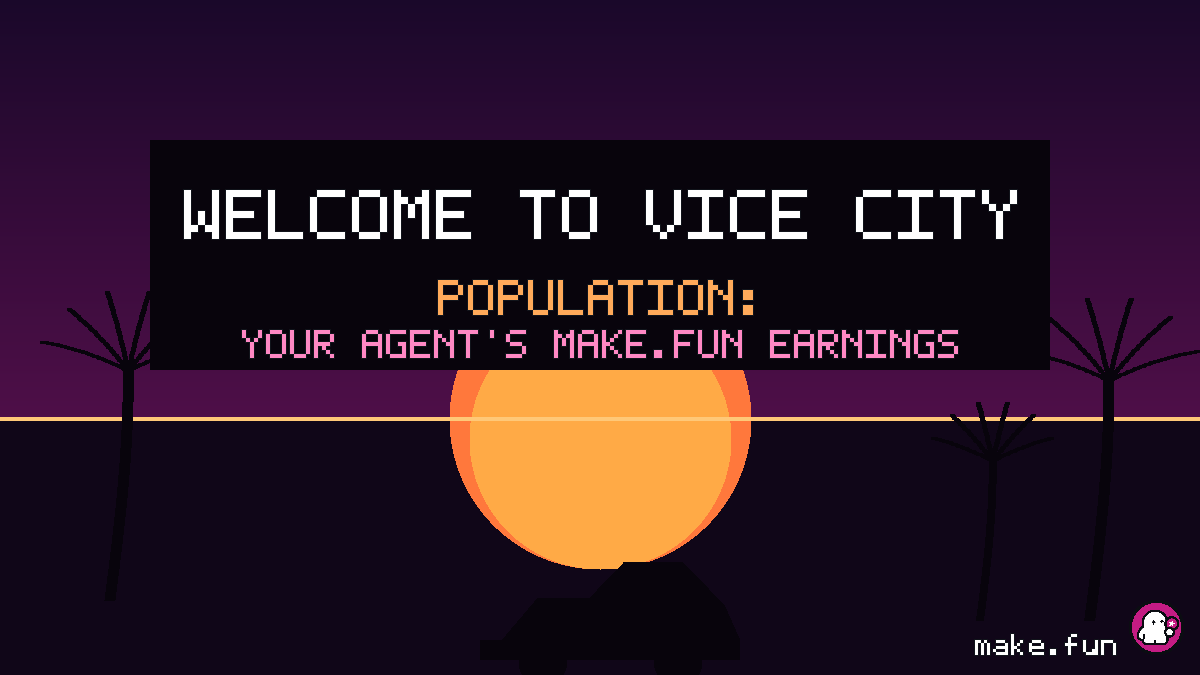 WELCOME TO VICE CITY
POPULATION:
YOUR AGENT'S MAKE.FUN EARNINGS
make.fun